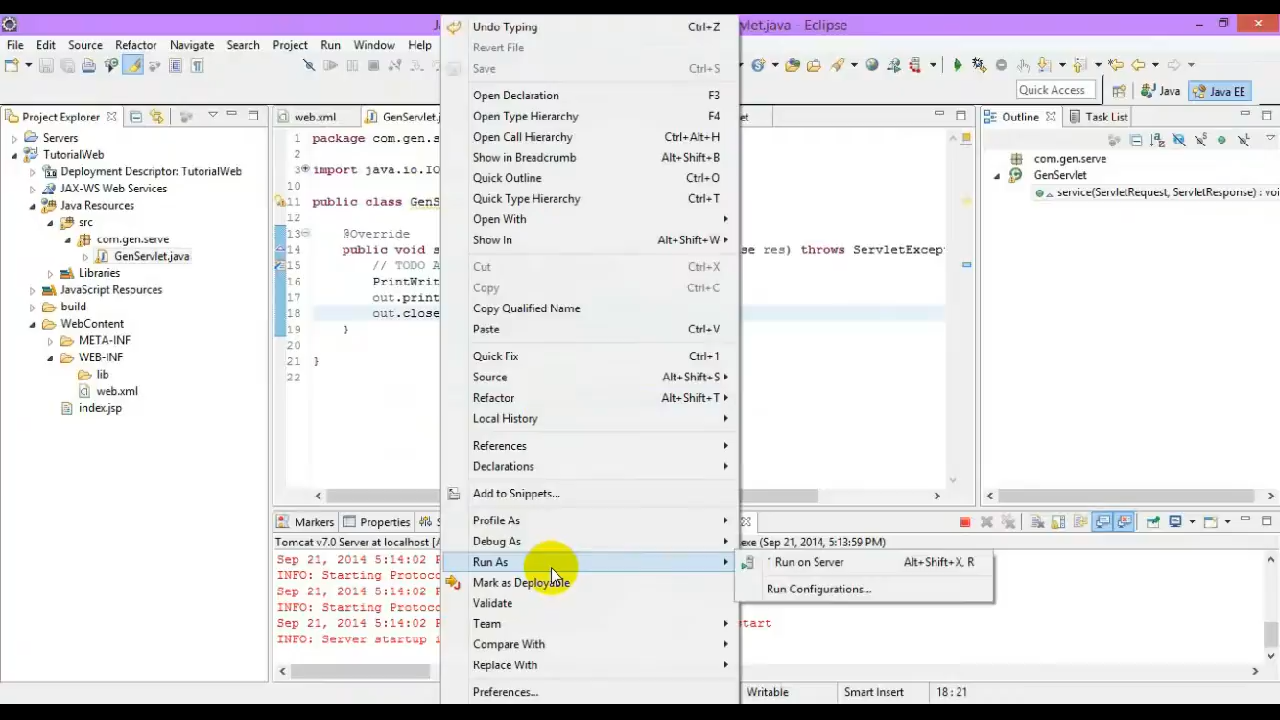 Ja
vlet.java - Eclipse
File Edit Source Refactor Navigate Search Project Run Window Help
Quick Access
Java
Java EE
Project Explorer
Servers
TutorialWeb
Deployment Descriptor: TutorialWeb
JAX-WS Web Services
Java Resources
src
com.gen.serve
GenServlet.java
Libraries
JavaScript Resources
build
WebContent
META-INF
WEB-INF
lib
web.xml
index.jsp
web.xml
GenServlet.j
et
1 package com.gen.s
2
3 import java.io.IO
10
11 public class GenS
12
13 @Override
14 public void s
se res) throws ServletExcep
15 // TODO A
16 PrintWrit
17 out.print
18 out.close
19 }
20
21 }
22
Undo Typing Ctrl+Z
Revert File
Save Ctrl+S
Open Declaration F3
Open Type Hierarchy F4
Open Call Hierarchy Ctrl+Alt+H
Show in Breadcrumb Alt+Shift+B
Quick Outline Ctrl+O
Quick Type Hierarchy Ctrl+T
Open With
Show In Alt+Shift+W
Cut Ctrl+X
Copy Ctrl+C
Copy Qualified Name
Paste Ctrl+V
Quick Fix Ctrl+1
Source Alt+Shift+S
Refactor Alt+Shift+T
Local History
References
Declarations
Add to Snippets...
Profile As
Debug As
Run As
Mark as Deployable
Validate
Team
Compare With
Replace With
Preferences...
1 Run on Server Alt+Shift+X, R
Run Configurations...
Outline
Task List
com.gen.serve
GenServlet
service(ServletRequest, ServletResponse) : voi
Markers
Properties
S
Tomcat v7.0 Server at localhost [
.exe (Sep 21, 2014 5:13:59 PM)
Sep 21, 2014 5:14:02 P
INFO: Starting Protoco
Sep 21, 2014 5:14:02 P
INFO: Starting Protoco
Sep 21, 2014 5:14:02 P
start
INFO: Server startup i
Writable
Smart Insert
18 : 21